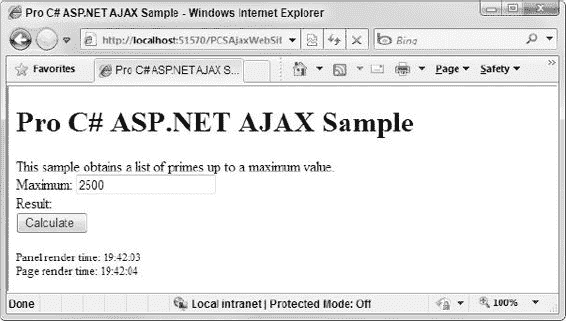 Pro C# ASP.NET AJAX Sample - Windows Internet Explorer
http://localhost:51570/PCSAjaxWebSit
Bing
Favorites
Pro C# ASP.NET AJAX S...
Page
Safety
Pro C# ASP.NET AJAX Sample
This sample obtains a list of primes up to a maximum value.
Maximum: 2500
Result:
Calculate
Panel render time: 19:42:03
Page render time: 19:42:04
Done
Local intranet | Protected Mode: Off
100%